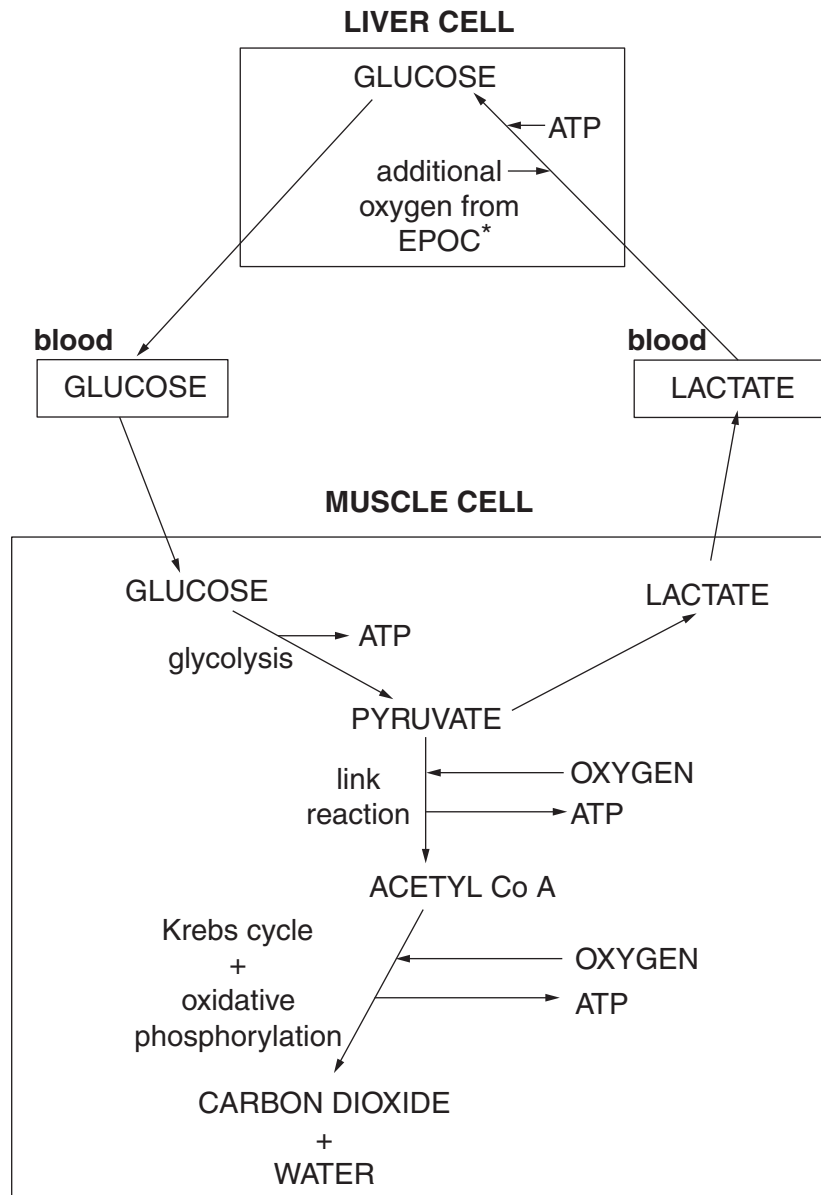 LIVER CELL
GLUCOSE
ATP
additional
oxygen from
EPOC*
blood
GLUCOSE
blood
LACTATE
MUSCLE CELL
GLUCOSE
LACTATE
ATP
glycolysis
PYRUVATE
OXYGEN
link
reaction
ATP
ACETYL Co A
Krebs cycle
+
oxidative
phosphorylation
OXYGEN
ATP
CARBON DIOXIDE
+
WATER